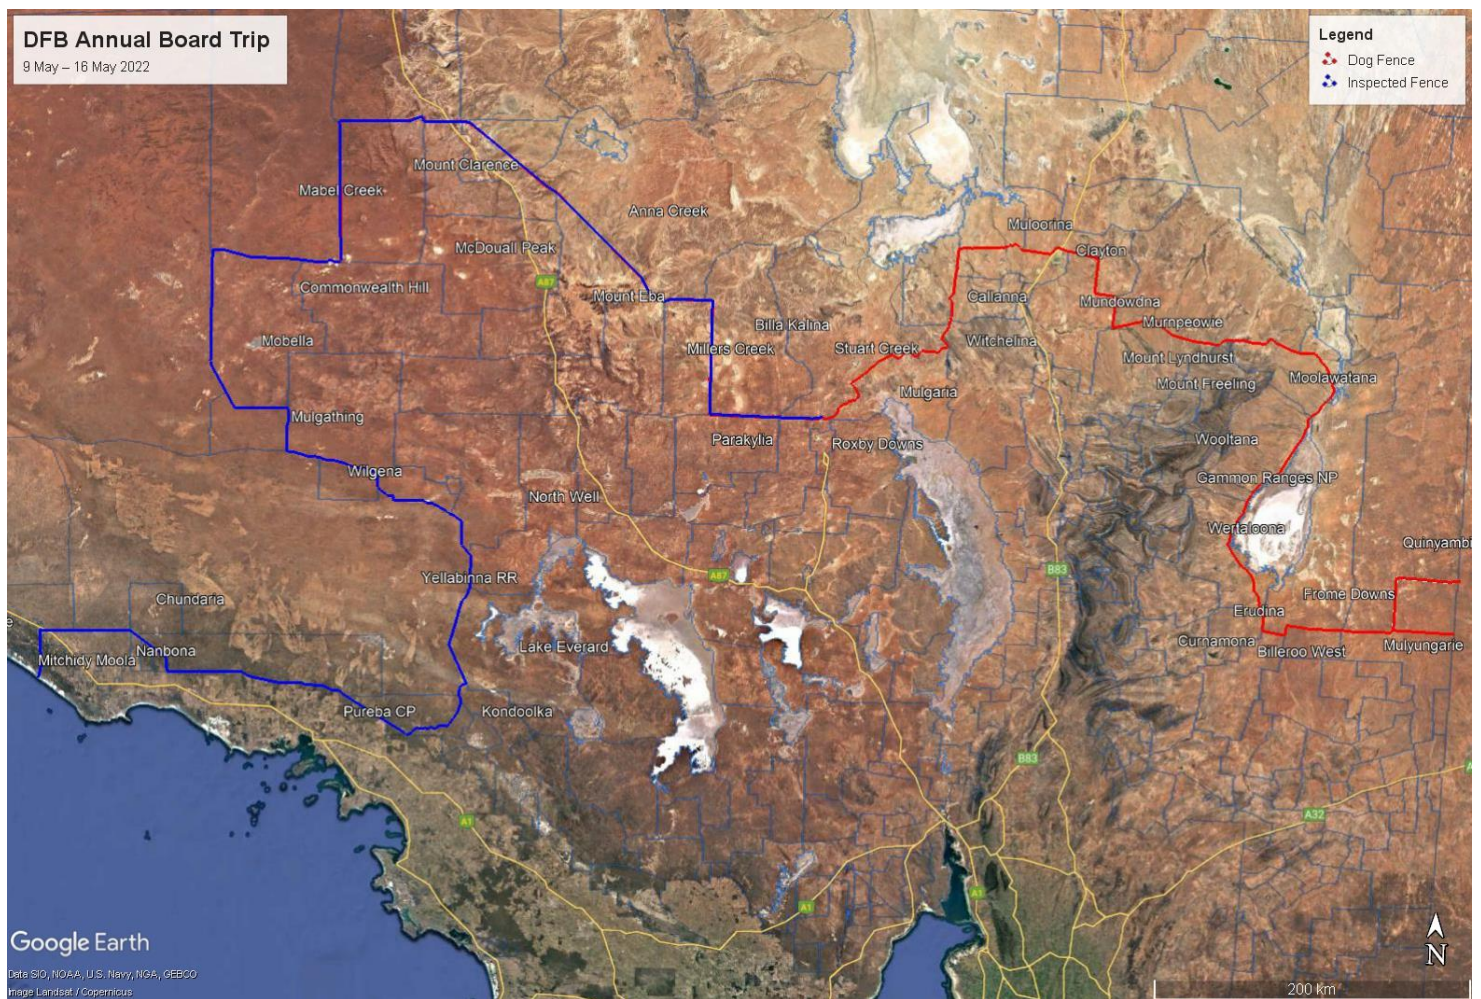 DFB Annual Board Trip
9 May – 16 May 2022
Legend
Dog Fence
Inspected Fence
Mount Clarence
Mabel Creek
Anna Creek
Muloorina
McDouall Peak
Clayton
A87
Commonwealth Hill
Mount Eba
Callanna
Mundowdna
Billa Kalina
Murnpeowie
Mobella
Millers Creek
Stuart Creek
Witchelina
Mount Lyndhurst
Moolawatana
Mount Freeling
Mulgaria
Mulgathing
Parakylia
Roxby Downs
Wooltana
Wilgena
Gammon Ranges NP
North Well
Wertaloona
Quinyambi
Yellabinna RR
A87
B83
Chundaria
Frome Downs
Erudina
e
Lake Everard
Curnamona
Mulyungarie
Nanbona
Billeroo West
Mitchidy Moola
Pureba CP
Kondoolka
B83
A
A32
A1
A1
A1
Google Earth
N
Data SIO, NOAA, U.S. Navy, NGA, GEBCO
Image Landsat / Copernicus
200 km